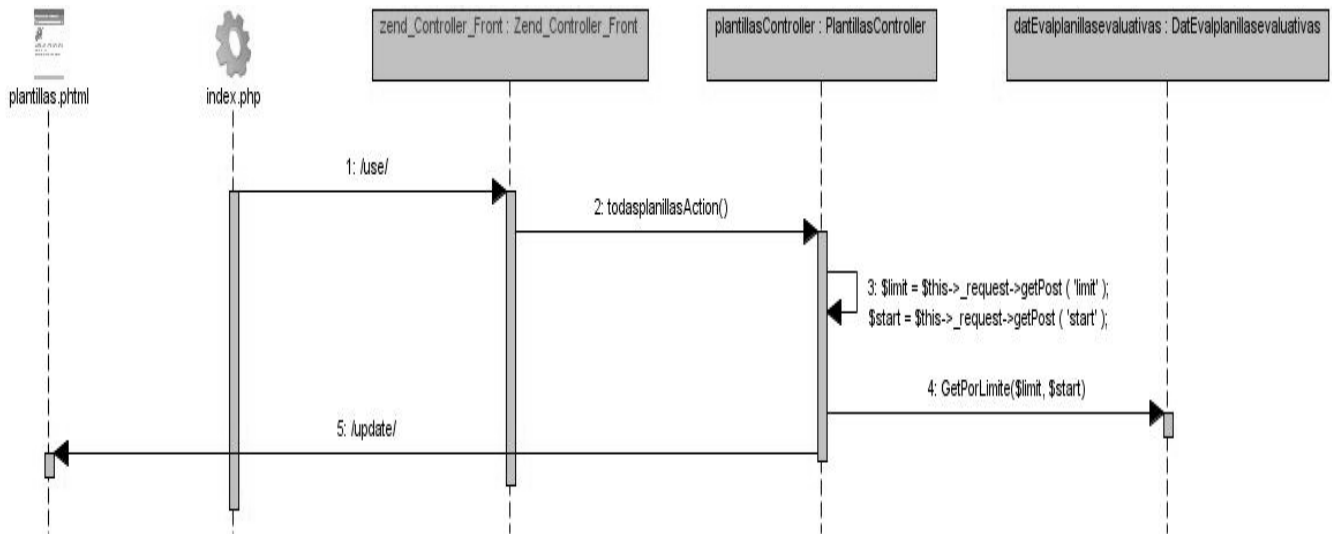 zend_Controller_Front : Zend_Controller_Front
plantillasController : PlantillasController
datEvalplanillasevaluativas : DatEvalplanillasevaluativas
plantillas.phtml
index.php
1: /use/
2: todasplanillasAction()
3: $limit = $this->_request->getPost ( 'limit' );
$start = $this->_request->getPost ( 'start' );
4: GetPorLimite($limit, $start)
5: /update/